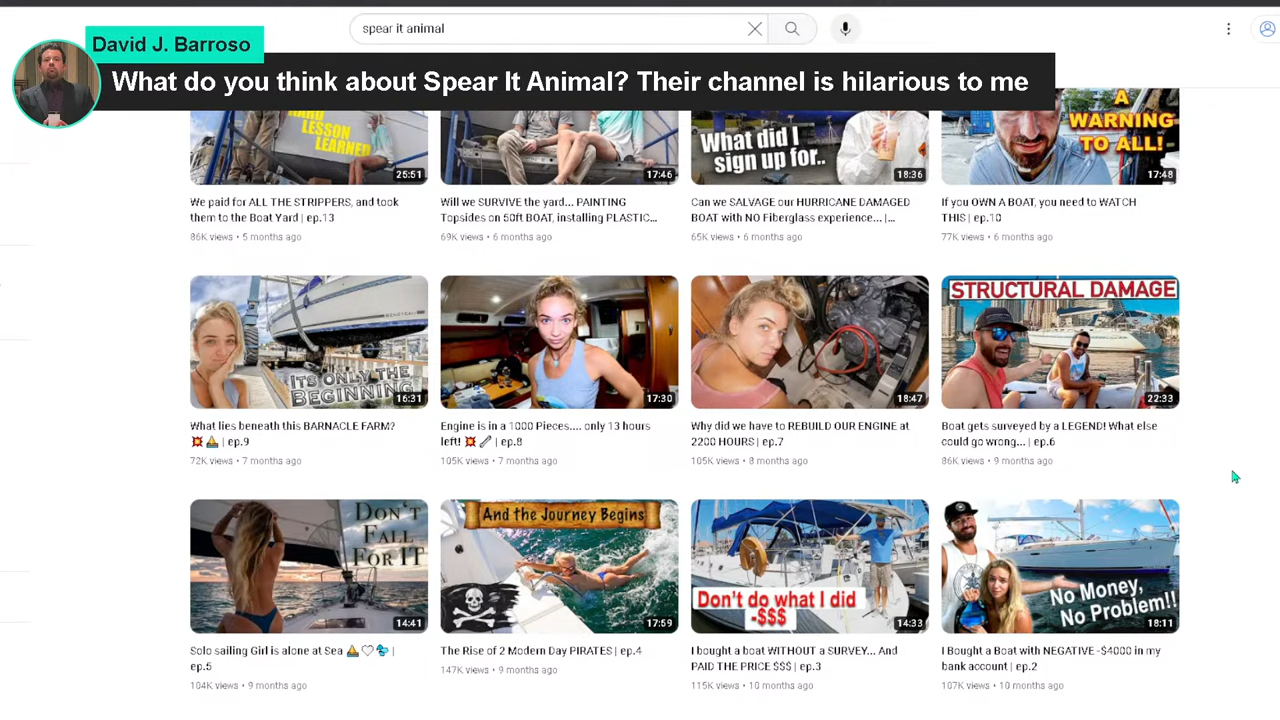 spear it animal
David J. Barroso
What do you think about Spear It Animal? Their channel is hilarious to me
HARD
LESSON
LEARNED
25:51
17:46
What did I
sign up for..
18:36
A
WARNING
TO ALL!
17:48
We paid for ALL THE STRIPPERS, and took
them to the Boat Yard | ep.13
86K views • 5 months ago
Will we SURVIVE the yard... PAINTING
Topsides on 50ft BOAT, installing PLASTIC...
69K views • 6 months ago
Can we SALVAGE our HURRICANE DAMAGED
BOAT with NO Fiberglass experience... |...
65K views • 6 months ago
If you OWN A BOAT, you need to WATCH
THIS | ep.10
77K views • 6 months ago
BENETEAU
ITS ONLY THE
BEGINNING
16:31
17:30
18:47
STRUCTURAL DAMAGE
22:33
What lies beneath this BARNACLE FARM?
💥 ⛵ | ep.9
72K views • 7 months ago
Engine is in a 1000 Pieces.... only 13 hours
left! 💥 🔧 | ep.8
105K views • 7 months ago
Why did we have to REBUILD OUR ENGINE at
2200 HOURS | ep.7
105K views • 8 months ago
Boat gets surveyed by a LEGEND! What else
could go wrong... | ep.6
86K views • 9 months ago
DON'T
FALL
FOR IT
14:41
And the Journey Begins
17:59
Don't do what I did
-$$$
14:33
No Money,
No Problem!!
18:11
Solo sailing Girl is alone at Sea ⛵🤍🐬 |
ep.5
104K views • 9 months ago
The Rise of 2 Modern Day PIRATES | ep.4
147K views • 9 months ago
I bought a boat WITHOUT a SURVEY... And
PAID THE PRICE $$$ | ep.3
115K views • 10 months ago
I Bought a Boat with NEGATIVE -$4000 in my
bank account | ep.2
107K views • 10 months ago